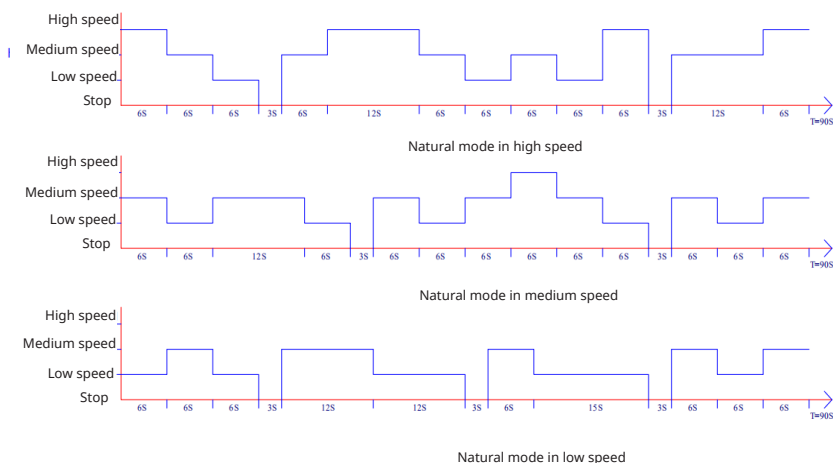 High speed
Medium speed
Low speed
Stop
6S 6S 6S 3S 6S 12S 6S 6S 6S 6S 6S 3S 12S 6S T=90S
Natural mode in high speed
High speed
Medium speed
Low speed
Stop
6S 6S 12S 6S 3S 6S 6S 6S 6S 6S 6S 3S 6S 6S 6S T=90S
Natural mode in medium speed
High speed
Medium speed
Low speed
Stop
6S 6S 6S 3S 12S 12S 3S 6S 15S 3S 6S 6S 6S T=90S
Natural mode in low speed